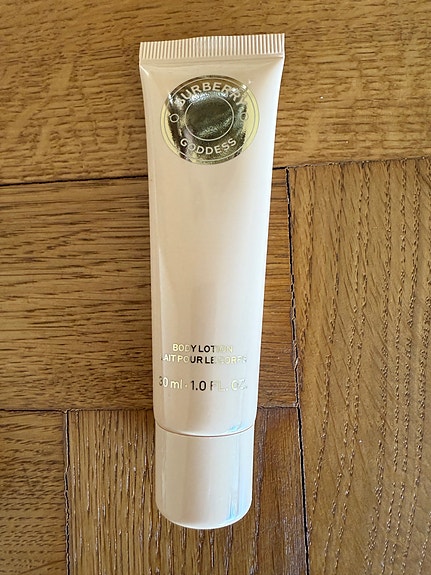 BURBERRY
GODDESS
BODY LOTION
LAIT POUR LE CORPS
30 ml - 1.0 FL. OZ.